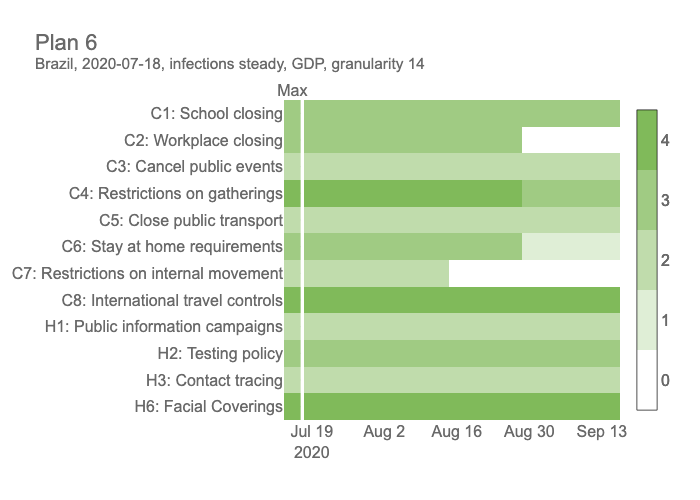 Plan 6
Brazil, 2020-07-18, infections steady, GDP, granularity 14
Max
C1: School closing
C2: Workplace closing
C3: Cancel public events
C4: Restrictions on gatherings
C5: Close public transport
C6: Stay at home requirements
C7: Restrictions on internal movement
C8: International travel controls
H1: Public information campaigns
H2: Testing policy
H3: Contact tracing
H6: Facial Coverings
4
3
2
1
0
Jul 19 Aug 2 Aug 16 Aug 30 Sep 13
2020